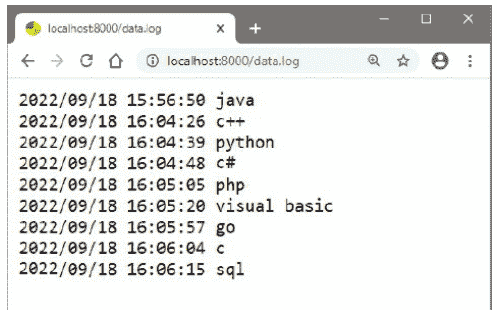 localhost:8000/data.log
localhost:8000/data.log
2022/09/18 15:56:50 java
2022/09/18 16:04:26 c++
2022/09/18 16:04:39 python
2022/09/18 16:04:48 c#
2022/09/18 16:05:05 php
2022/09/18 16:05:20 visual basic
2022/09/18 16:05:57 go
2022/09/18 16:06:04 c
2022/09/18 16:06:15 sql